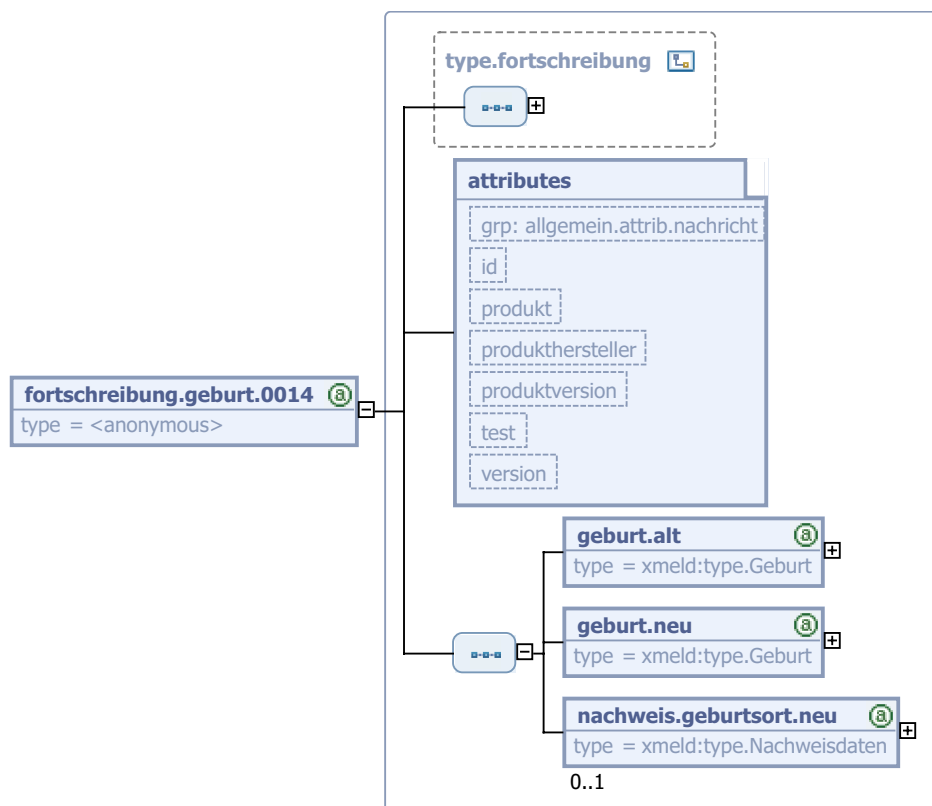 type.fortschreibung
attributes
grp: allgemein.attrib.nachricht
id
produkt
produkthersteller
produktversion
test
version
fortschreibung.geburt.0014
type = <anonymous>
geburt.alt
type = xmeld:type.Geburt
geburt.neu
type = xmeld:type.Geburt
nachweis.geburtsort.neu
type = xmeld:type.Nachweisdaten
0..1